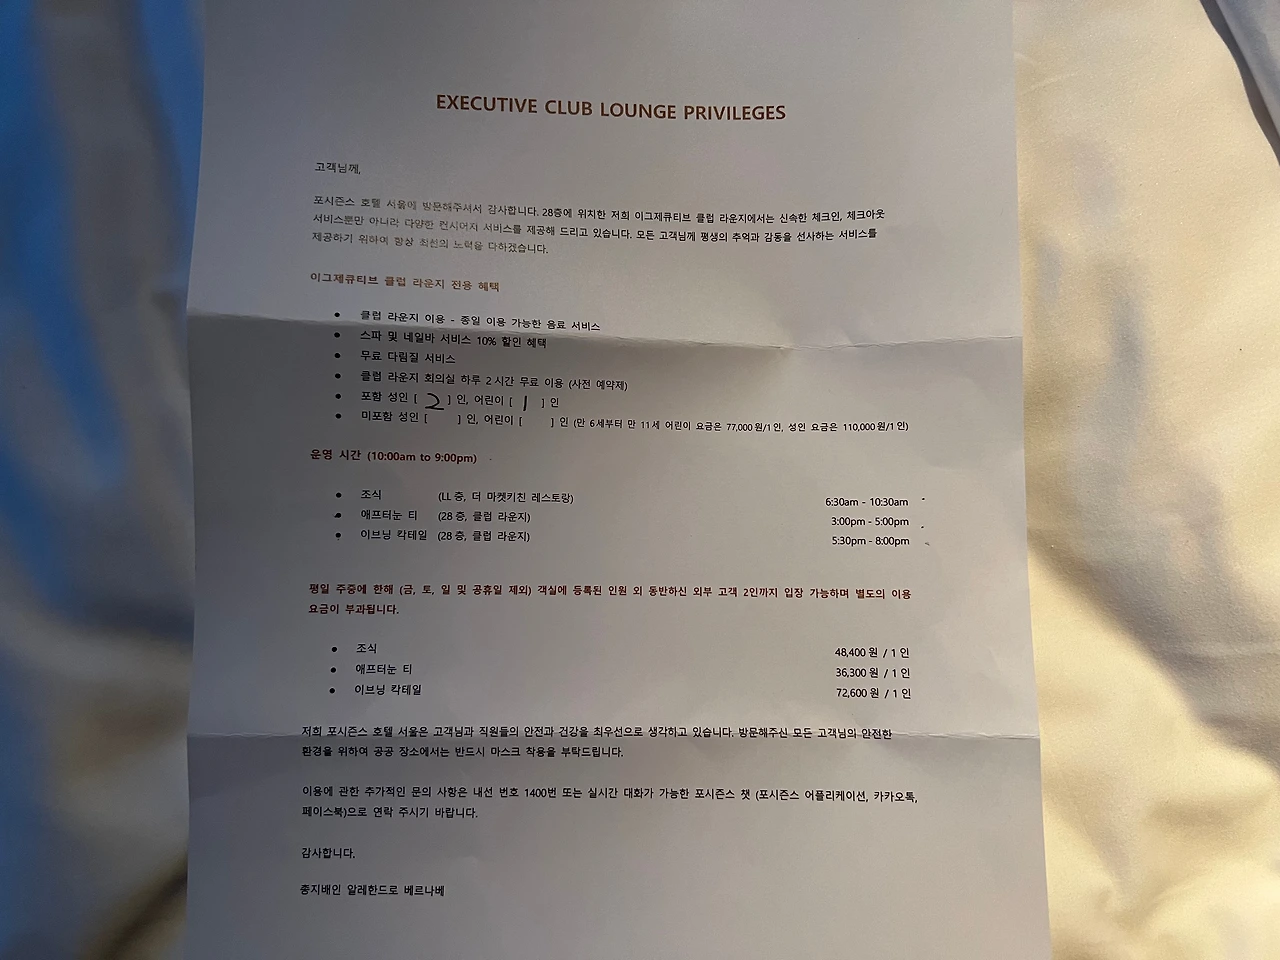 EXECUTIVE CLUB LOUNGE PRIVILEGES
고객님께,
포시즌스 호텔 서울에 방문해주셔서 감사합니다. 28층에 위치한 저희 이그제큐티브 클럽 라운지에서는 신속한 체크인, 체크아웃
서비스뿐만 아니라 다양한 컨시어지 서비스를 제공해 드리고 있습니다. 모든 고객님께 평생의 추억과 감동을 선사하는 서비스를
제공하기 위하여 항상 최선의 노력을 다하겠습니다.
이그제큐티브 클럽 라운지 전용 혜택
• 클럽 라운지 이용 - 종일 이용 가능한 음료 서비스
• 스파 및 네일바 서비스 10% 할인 혜택
• 무료 다림질 서비스
• 클럽 라운지 회의실 하루 2시간 무료 이용 (사전 예약제)
• 포함 성인 [ 2 ] 인, 어린이 [ 1 ] 인
• 미포함 성인 [ ] 인, 어린이 [ ] 인 (만 6세부터 만 11세 어린이 요금은 77,000원/1인, 성인 요금은 110,000원/1인)
운영 시간 (10:00am to 9:00pm)
• 조식 (LL층, 더 마켓키친 레스토랑) 6:30am - 10:30am
• 애프터눈 티 (28층, 클럽 라운지) 3:00pm - 5:00pm
• 이브닝 칵테일 (28층, 클럽 라운지) 5:30pm - 8:00pm
평일 주중에 한해 (금, 토, 일 및 공휴일 제외) 객실에 등록된 인원 외 동반하신 외부 고객 2인까지 입장 가능하며 별도의 이용
요금이 부과됩니다.
• 조식 48,400원 / 1인
• 애프터눈 티 36,300원 / 1인
• 이브닝 칵테일 72,600원 / 1인
저희 포시즌스 호텔 서울은 고객님과 직원들의 안전과 건강을 최우선으로 생각하고 있습니다. 방문해주신 모든 고객님의 안전한
환경을 위하여 공공 장소에서는 반드시 마스크 착용을 부탁드립니다.
이용에 관한 추가적인 문의 사항은 내선 번호 1400번 또는 실시간 대화가 가능한 포시즌스 챗 (포시즌스 어플리케이션, 카카오톡,
페이스북)으로 연락 주시기 바랍니다.
감사합니다.
총지배인 알레한드로 베르나베